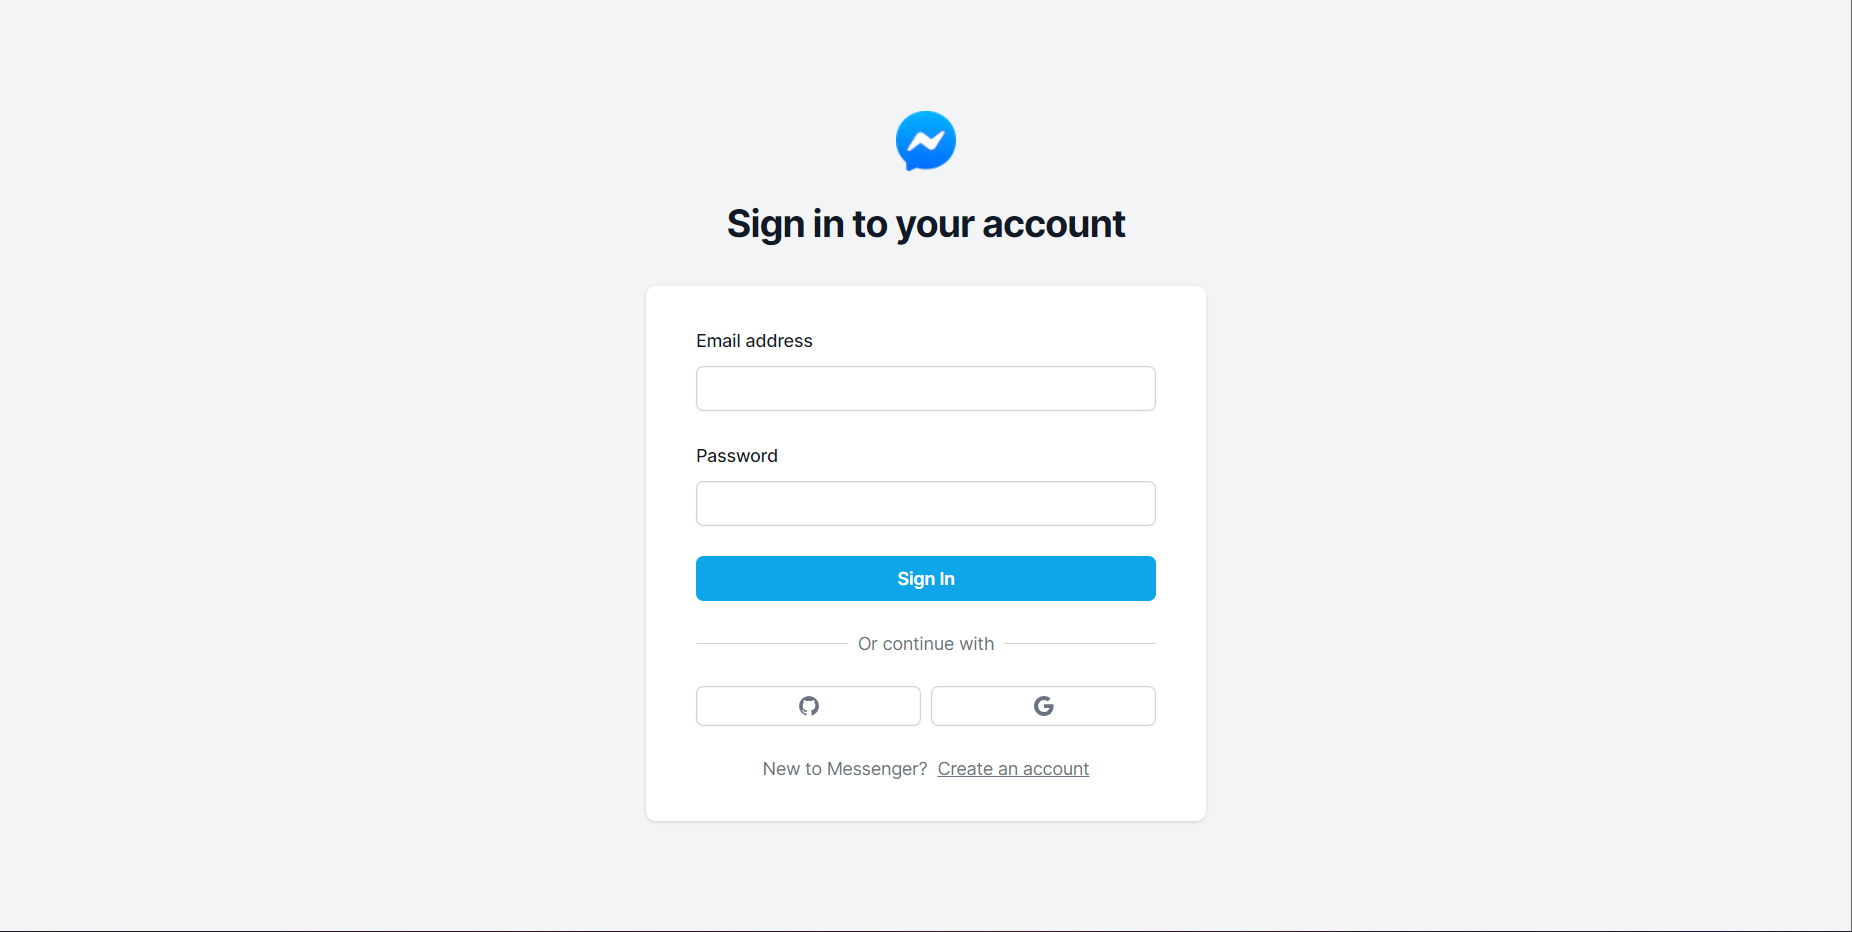 Sign in to your account
Email address
Password
Sign In
Or continue with
New to Messenger? Create an account